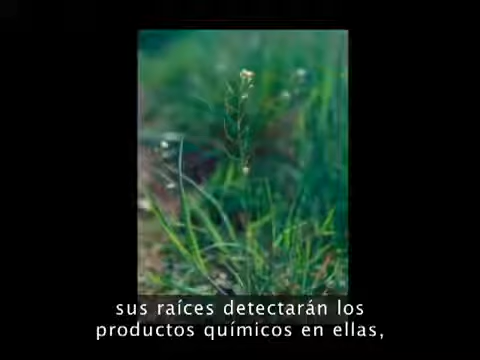 sus raíces detectarán los
productos químicos en ellas,